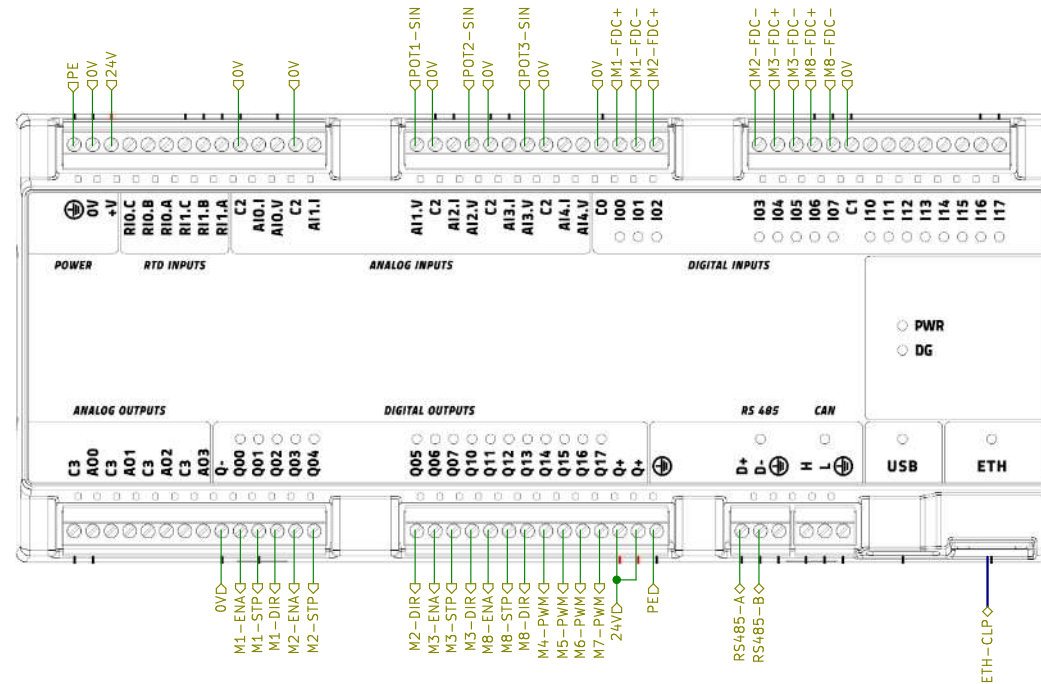 PE
0V
24V
0V
0V
POT1-SIN
0V
POT2-SIN
0V
POT3-SIN
0V
0V
M1-FDC+
M1-FDC-
M2-FDC+
M2-FDC-
M3-FDC+
M3-FDC-
M8-FDC+
M8-FDC-
0V
0V
+V
RI0.C
RI0.B
RI0.A
RI1.C
RI1.B
RI1.A
C2
AI0.I
AI0.V
C2
AI1.I
AI1.V
C2
AI2.I
AI2.V
C2
AI3.I
AI3.V
C2
AI4.I
AI4.V
C0
I00
I01
I02
I03
I04
I05
I06
I07
C1
I10
I11
I12
I13
I14
I15
I16
I17
POWER
RTD INPUTS
ANALOG INPUTS
DIGITAL INPUTS
PWR
DG
ANALOG OUTPUTS
DIGITAL OUTPUTS
RS 485
CAN
C3
AO0
C3
AO1
C3
AO2
C3
AO3
Q-
Q00
Q01
Q02
Q03
Q04
Q05
Q06
Q07
Q10
Q11
Q12
Q13
Q14
Q15
Q16
Q17
Q+
Q+
D+
D-
H
L
USB
ETH
0V
M1-ENA
M1-STP
M1-DIR
M2-ENA
M2-STP
M2-DIR
M3-ENA
M3-STP
M3-DIR
M8-ENA
M8-STP
M8-DIR
M4-PWM
M5-PWM
M6-PWM
M7-PWM
24V
PE
RS485-A
RS485-B
ETH-CLP